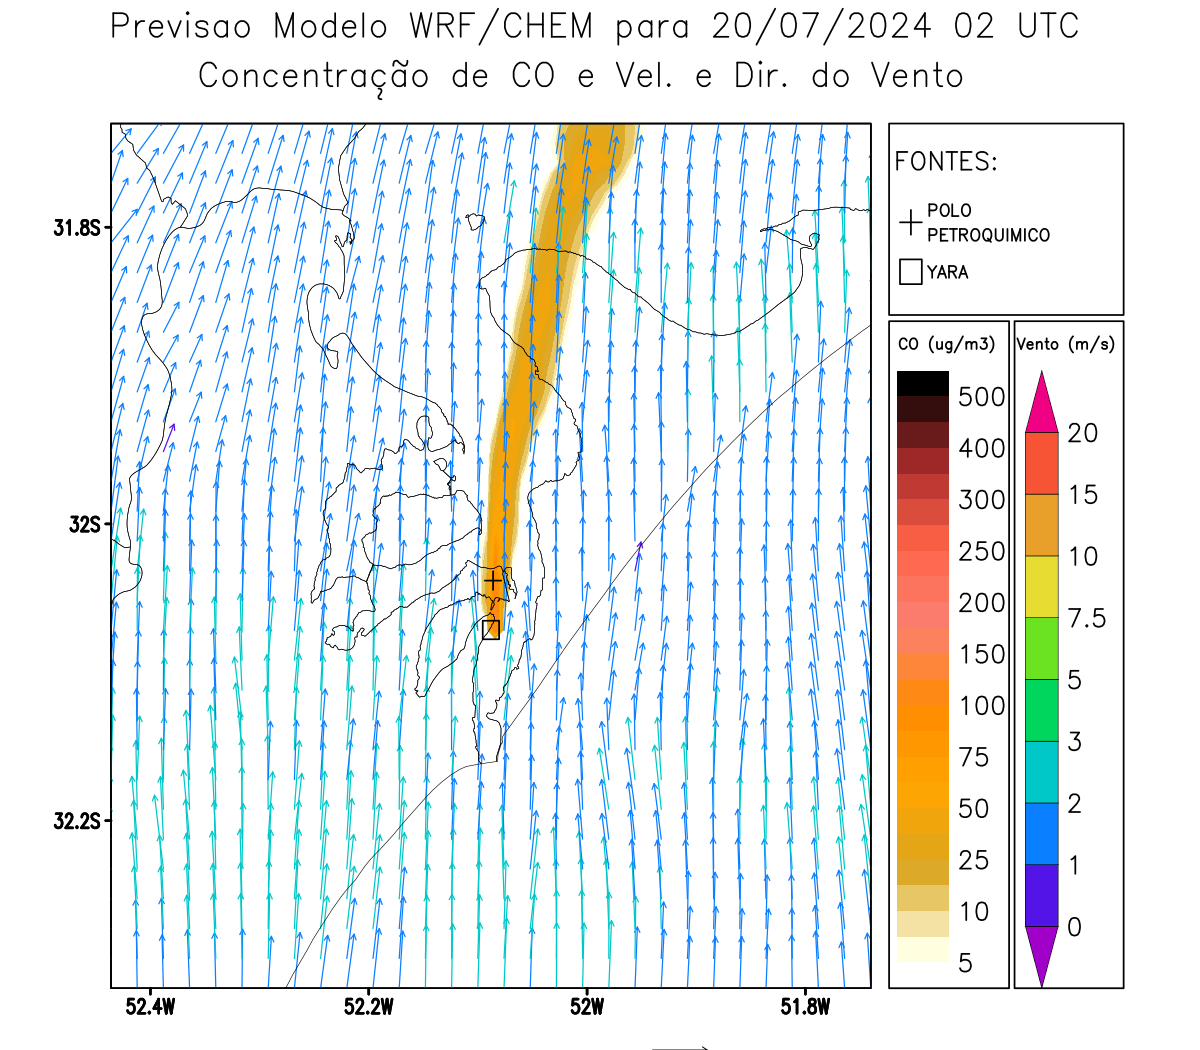 Previsao Modelo WRF/CHEM para 20/07/2024 02 UTC
Concentração de CO e Vel. e Dir. do Vento
FONTES:
POLO
PETROQUIMICO
YARA
CO (ug/m3)
500
400
300
250
200
150
100
75
50
25
10
5
Vento (m/s)
20
15
10
7.5
5
3
2
1
0
31.8S
32S
32.2S
52.4W
52.2W
52W
51.8W